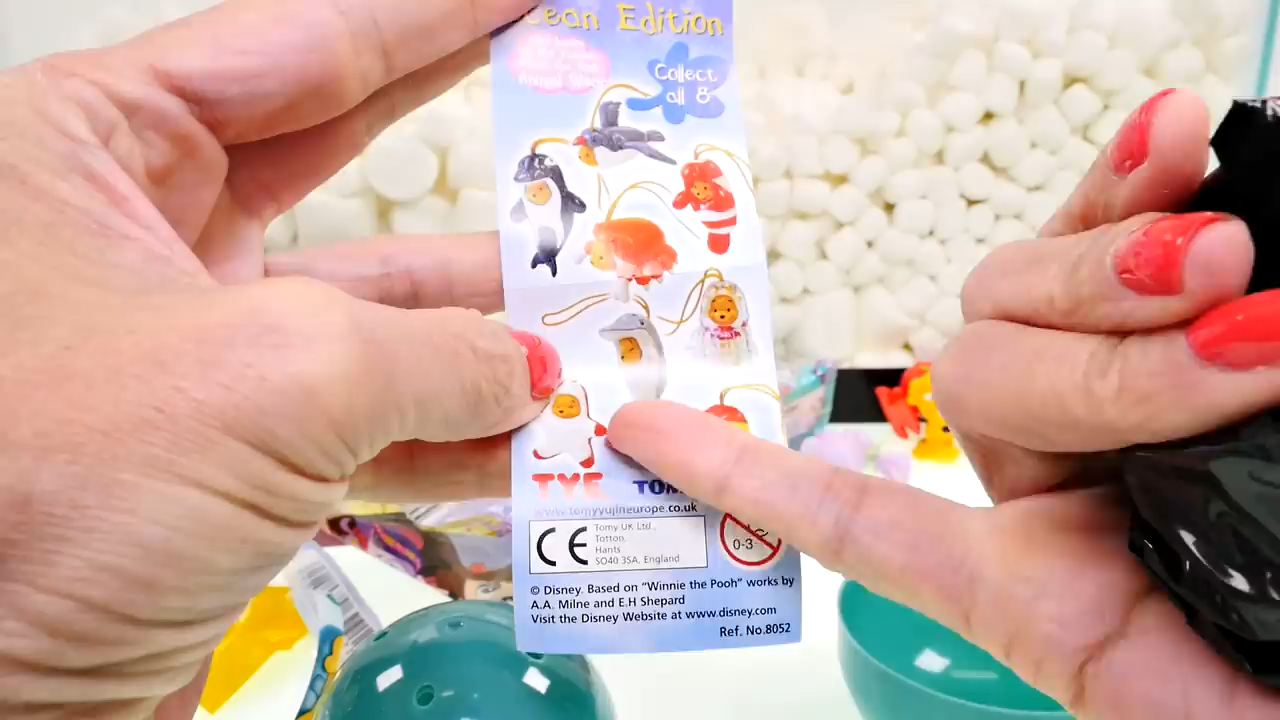 Ocean Edition
Collect
all 8
TOM
www.tomyyujineurope.co.uk
CE
Tomy UK Ltd.,
Totton,
Hants
SO40 3SA, England
0-3
© Disney. Based on "Winnie the Pooh" works by
A.A. Milne and E.H Shepard
Visit the Disney Website at www.disney.com
Ref. No.8052